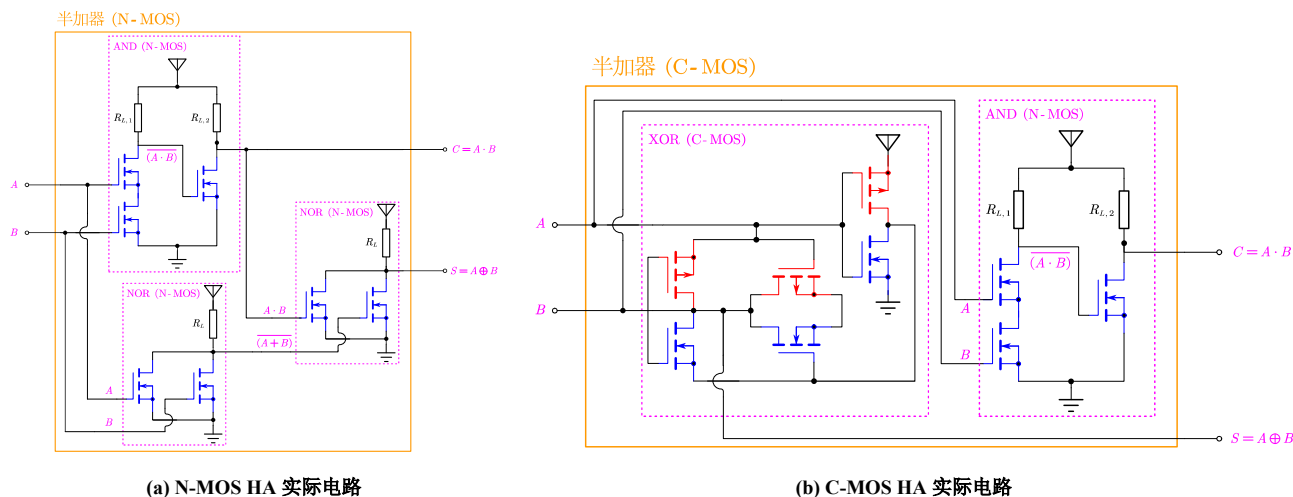 半加器 (N-MOS)
AND (N-MOS)
R_{L,1}
R_{L,2}
\overline{(A·B)}
C=A·B
A
B
NOR (N-MOS)
R_L
S=A⊕B
A·B
\overline{(A+B)}
NOR (N-MOS)
R_L
A
B
(a) N-MOS HA 实际电路
半加器 (C-MOS)
XOR (C-MOS)
AND (N-MOS)
R_{L,1}
R_{L,2}
A
\overline{(A·B)}
C=A·B
A
B
B
S=A⊕B
(b) C-MOS HA 实际电路